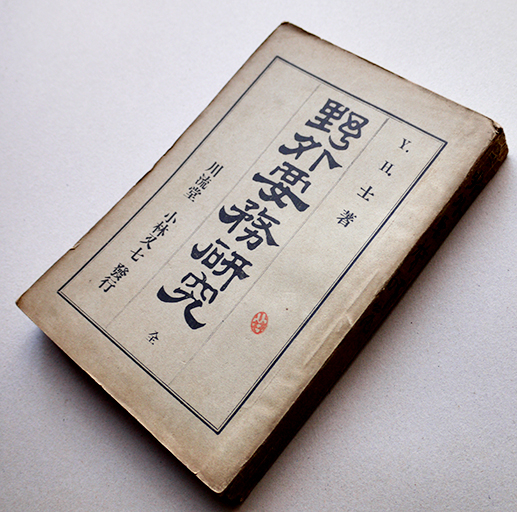 Y. H. 士 著
野外要務研究
全
川流堂 小林又七 發行